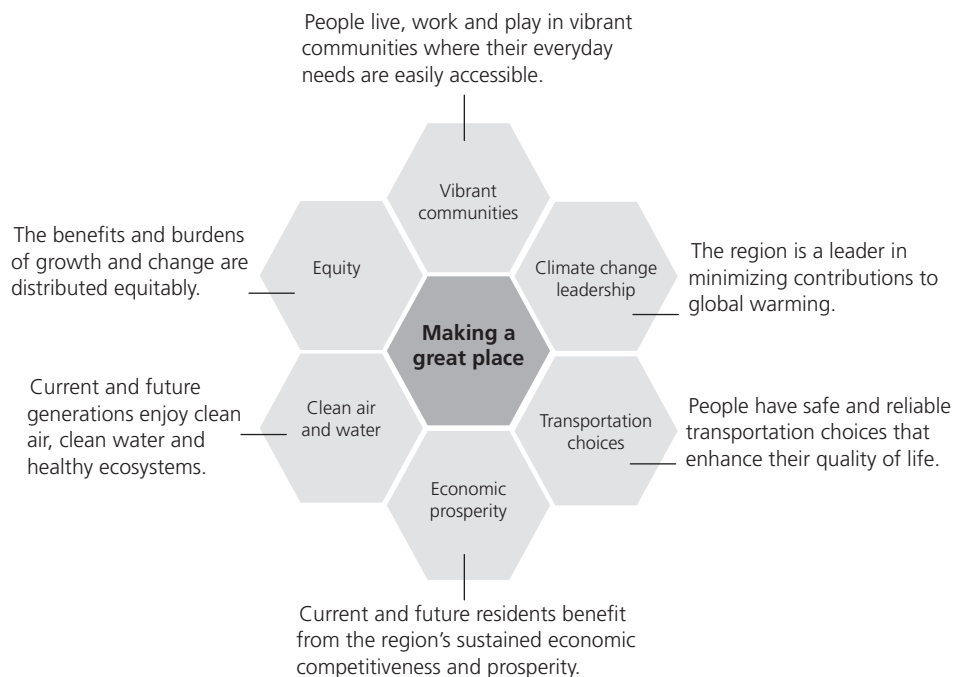 People live, work and play in vibrant
communities where their everyday
needs are easily accessible.
Vibrant
communities
The benefits and burdens
of growth and change are
distributed equitably.
Equity
Climate change
leadership
The region is a leader in
minimizing contributions to
global warming.
Making a
great place
Current and future
generations enjoy clean
air, clean water and
healthy ecosystems.
Clean air
and water
Transportation
choices
People have safe and reliable
transportation choices that
enhance their quality of life.
Economic
prosperity
Current and future residents benefit
from the region’s sustained economic
competitiveness and prosperity.